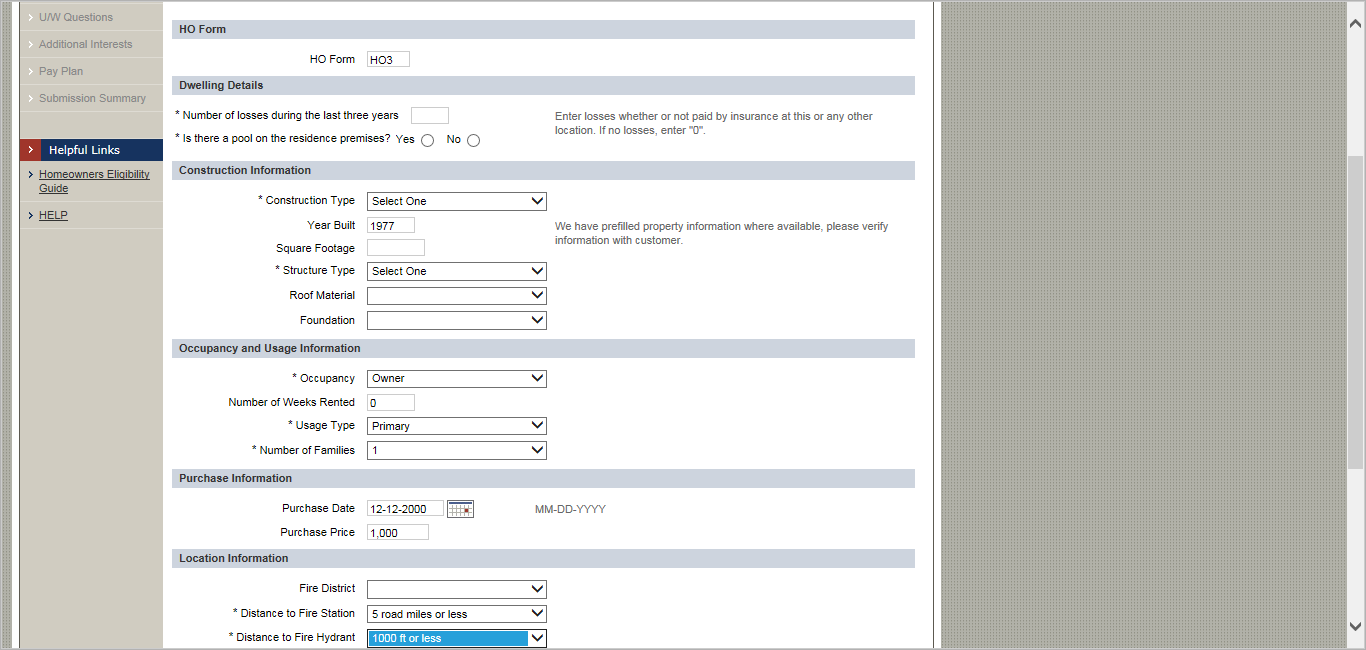 U/W Questions
Additional Interests
Pay Plan
Submission Summary
Helpful Links
Homeowners Eligibility
Guide
HELP
HO Form
HO Form HO3
Dwelling Details
* Number of losses during the last three years
Enter losses whether or not paid by insurance at this or any other
location. If no losses, enter "0".
* Is there a pool on the residence premises? Yes No
Construction Information
* Construction Type Select One
Year Built 1977
We have prefilled property information where available, please verify
information with customer.
Square Footage
* Structure Type Select One
Roof Material
Foundation
Occupancy and Usage Information
* Occupancy Owner
Number of Weeks Rented 0
* Usage Type Primary
* Number of Families 1
Purchase Information
Purchase Date 12-12-2000 MM-DD-YYYY
Purchase Price 1,000
Location Information
Fire District
* Distance to Fire Station 5 road miles or less
* Distance to Fire Hydrant 1000 ft or less